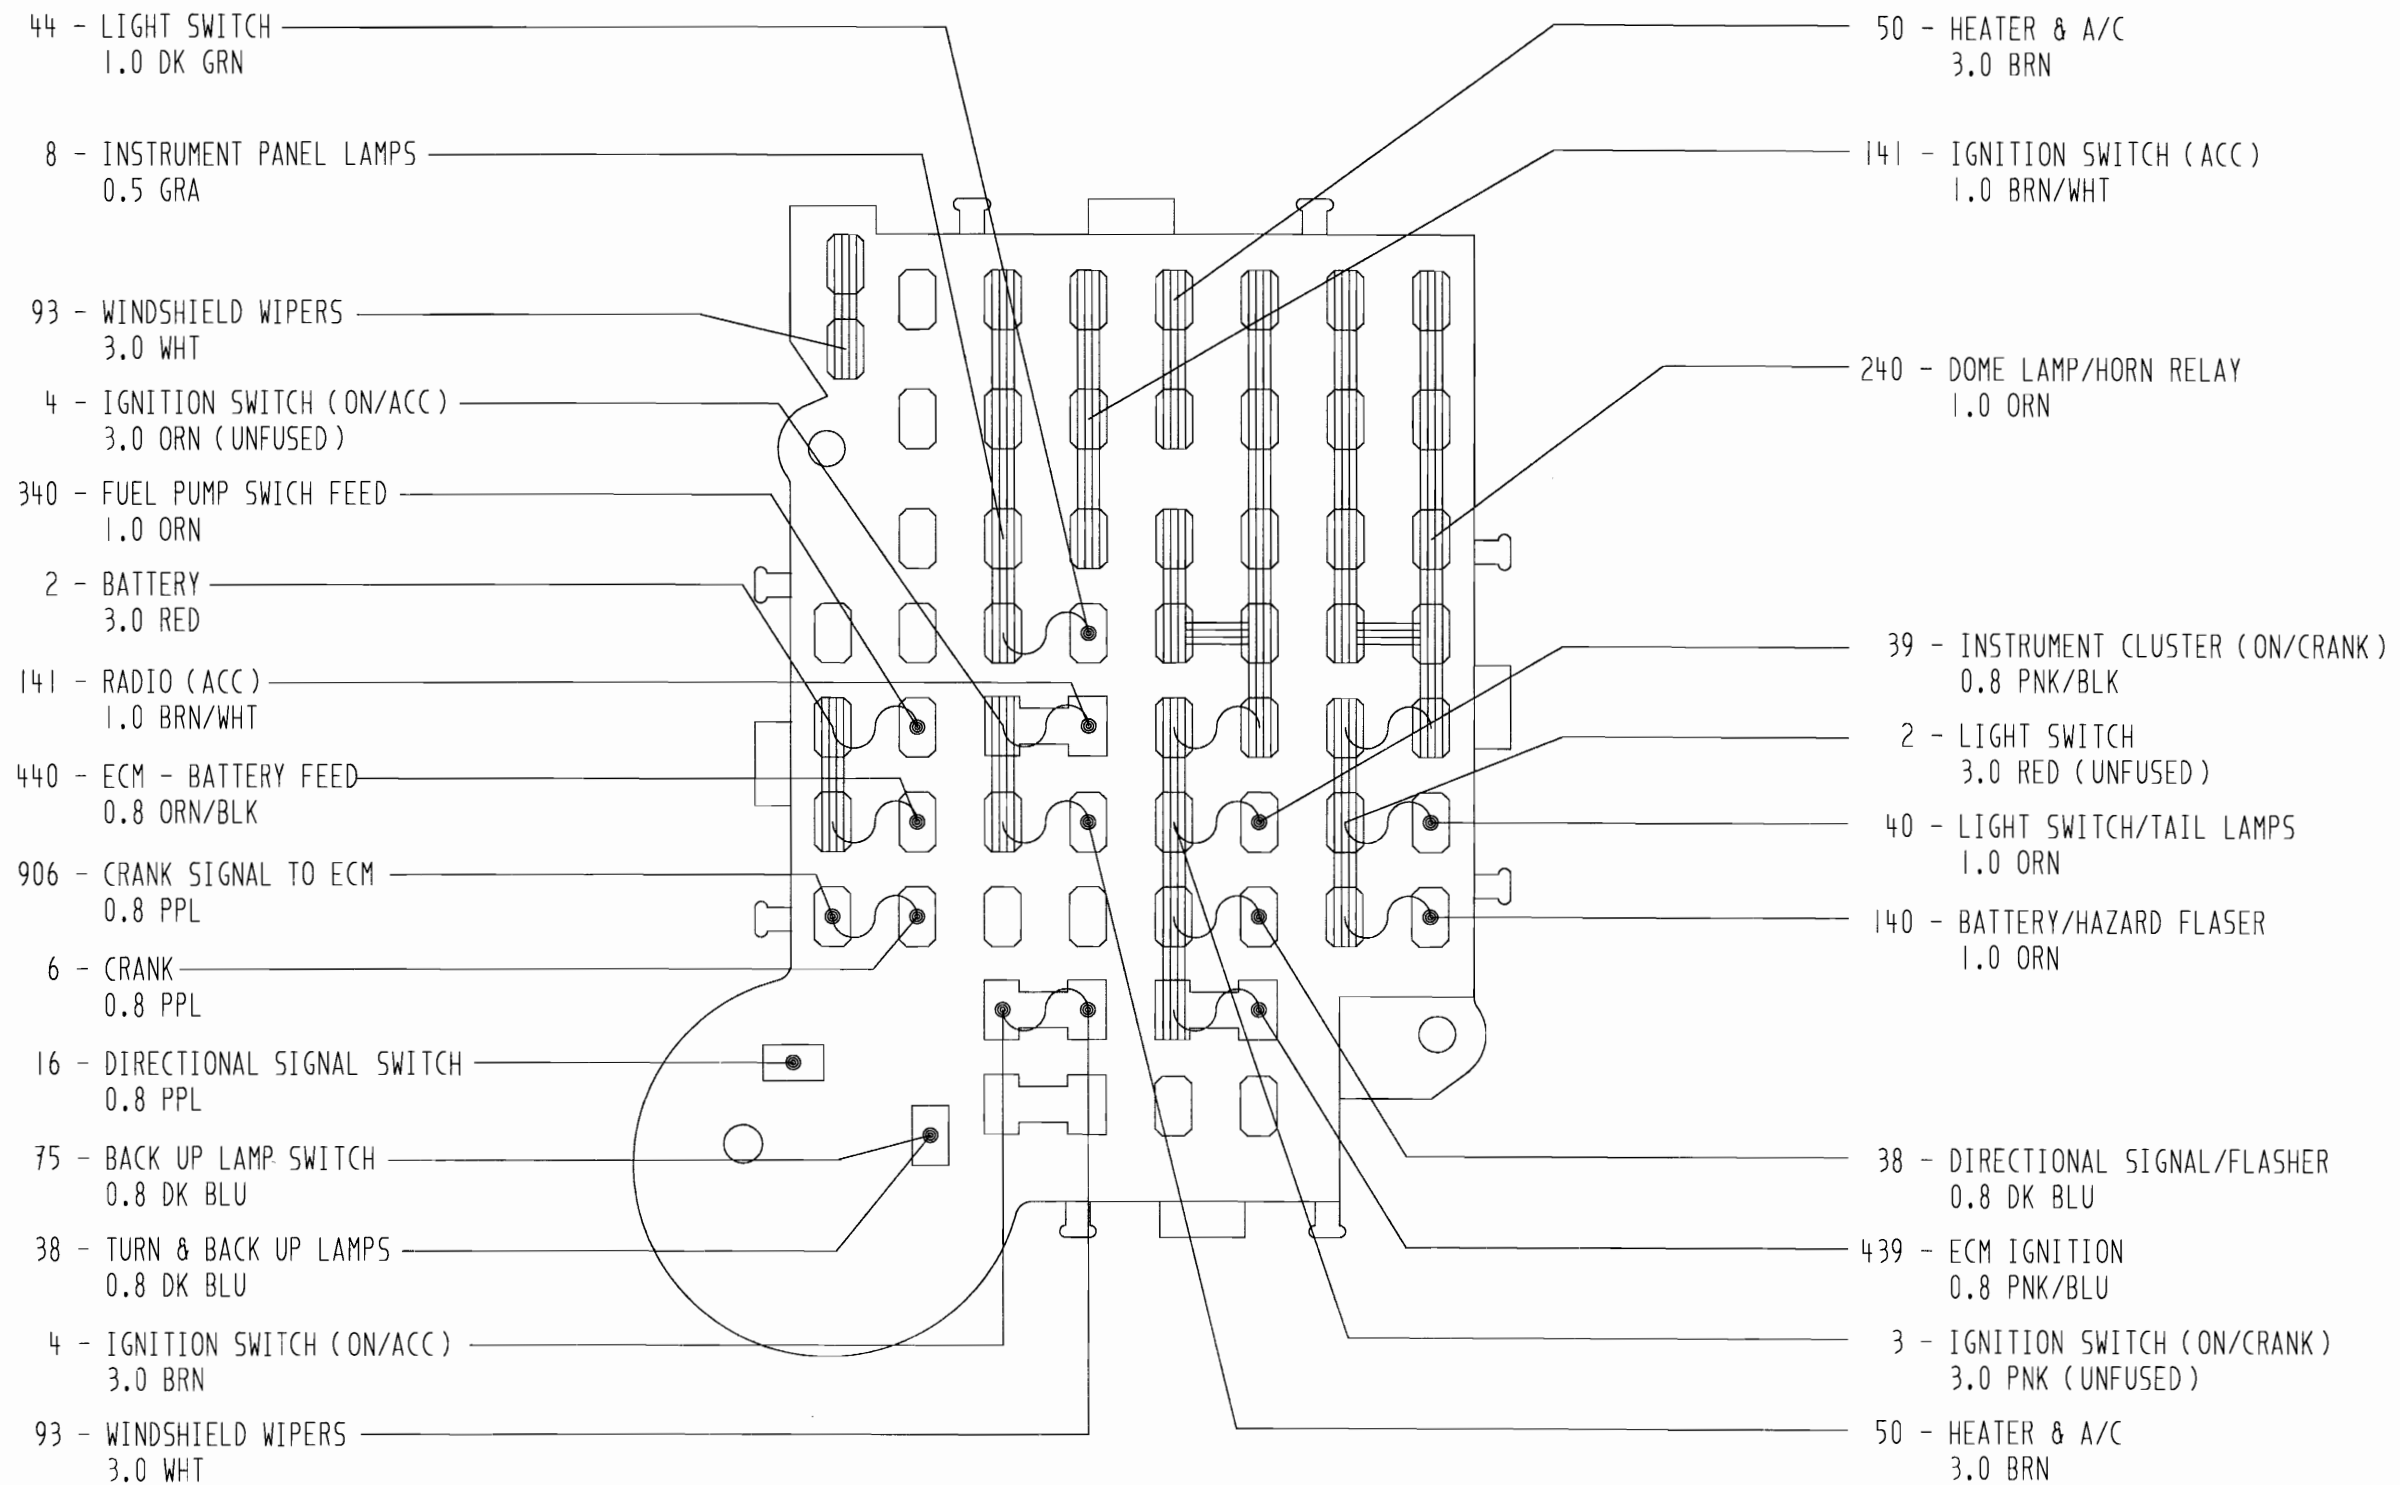 44 - LIGHT SWITCH
1.0 DK GRN
8 - INSTRUMENT PANEL LAMPS
0.5 GRA
93 - WINDSHIELD WIPERS
3.0 WHT
4 - IGNITION SWITCH (ON/ACC)
3.0 ORN (UNFUSED)
340 - FUEL PUMP SWICH FEED
1.0 ORN
2 - BATTERY
3.0 RED
141 - RADIO (ACC)
1.0 BRN/WHT
440 - ECM - BATTERY FEED
0.8 ORN/BLK
906 - CRANK SIGNAL TO ECM
0.8 PPL
6 - CRANK
0.8 PPL
16 - DIRECTIONAL SIGNAL SWITCH
0.8 PPL
75 - BACK UP LAMP SWITCH
0.8 DK BLU
38 - TURN & BACK UP LAMPS
0.8 DK BLU
4 - IGNITION SWITCH (ON/ACC)
3.0 BRN
93 - WINDSHIELD WIPERS
3.0 WHT
50 - HEATER & A/C
3.0 BRN
141 - IGNITION SWITCH (ACC)
1.0 BRN/WHT
240 - DOME LAMP/HORN RELAY
1.0 ORN
39 - INSTRUMENT CLUSTER (ON/CRANK)
0.8 PNK/BLK
2 - LIGHT SWITCH
3.0 RED (UNFUSED)
40 - LIGHT SWITCH/TAIL LAMPS
1.0 ORN
140 - BATTERY/HAZARD FLASER
1.0 ORN
38 - DIRECTIONAL SIGNAL/FLASHER
0.8 DK BLU
439 - ECM IGNITION
0.8 PNK/BLU
3 - IGNITION SWITCH (ON/CRANK)
3.0 PNK (UNFUSED)
50 - HEATER & A/C
3.0 BRN